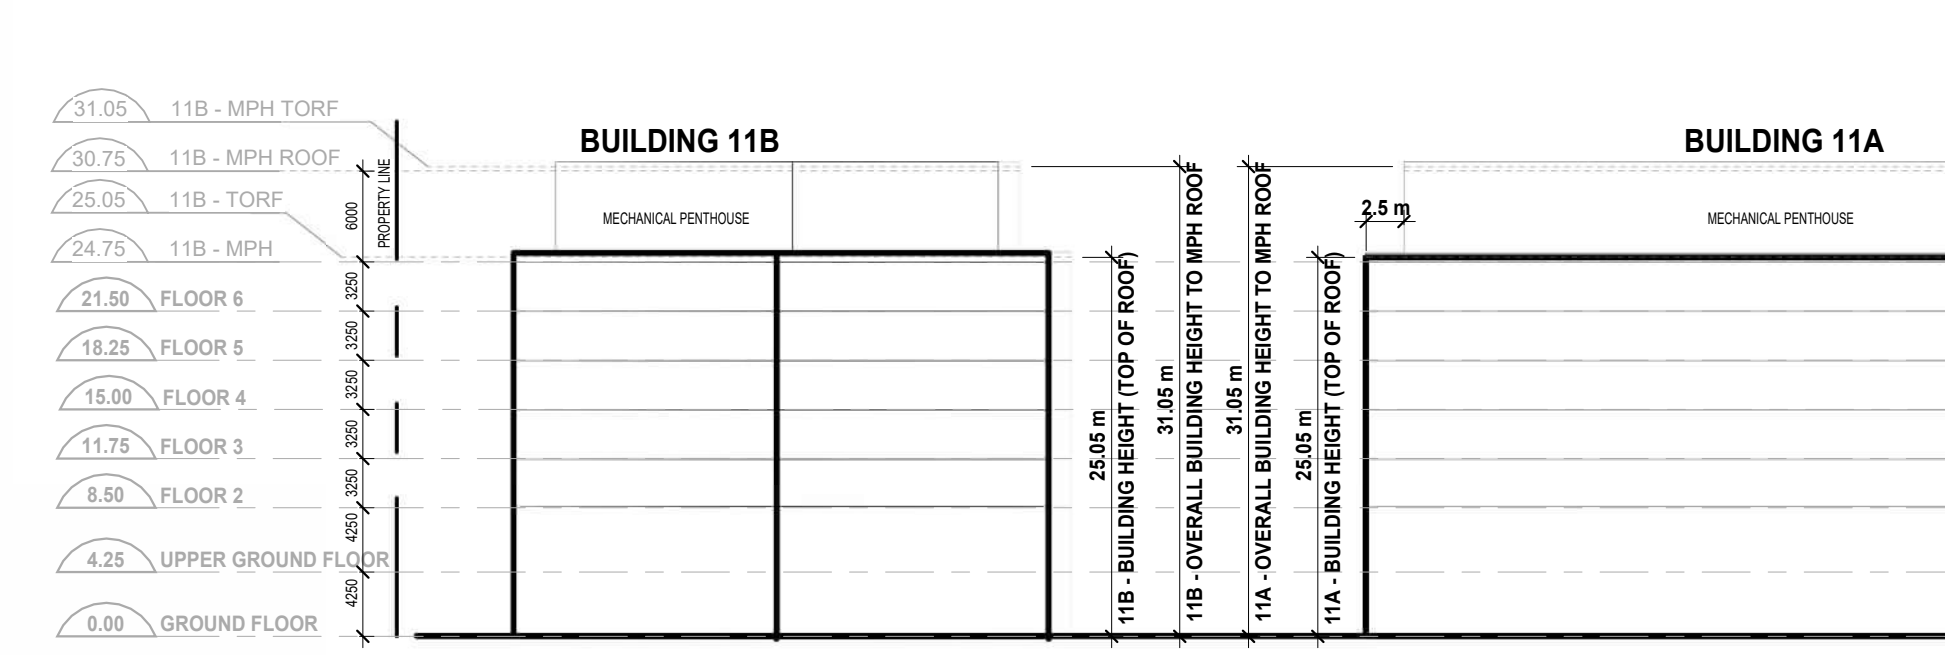 31.05 11B - MPH TORF
30.75 11B - MPH ROOF
25.05 11B - TORF
24.75 11B - MPH
21.50 FLOOR 6
18.25 FLOOR 5
15.00 FLOOR 4
11.75 FLOOR 3
8.50 FLOOR 2
4.25 UPPER GROUND FLOOR
0.00 GROUND FLOOR
6000
3250
3250
3250
3250
3250
4250
4250
PROPERTY LINE
BUILDING 11B
MECHANICAL PENTHOUSE
25.05 m
11B - BUILDING HEIGHT (TOP OF ROOF)
31.05 m
11B - OVERALL BUILDING HEIGHT TO MPH ROOF
31.05 m
11A - OVERALL BUILDING HEIGHT TO MPH ROOF
25.05 m
11A - BUILDING HEIGHT (TOP OF ROOF)
BUILDING 11A
2.5 m
MECHANICAL PENTHOUSE